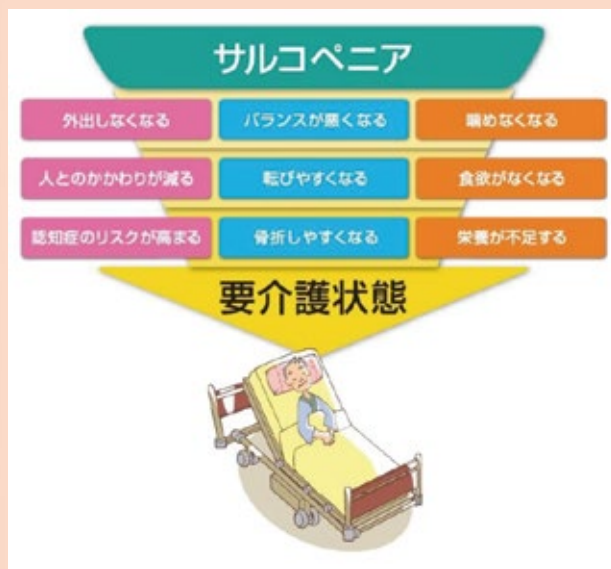 サルコペニア
外出しなくなる
バランスが悪くなる
噛めなくなる
人とのかかわりが減る
転びやすくなる
食欲がなくなる
認知症のリスクが高まる
骨折しやすくなる
栄養が不足する
要介護状態